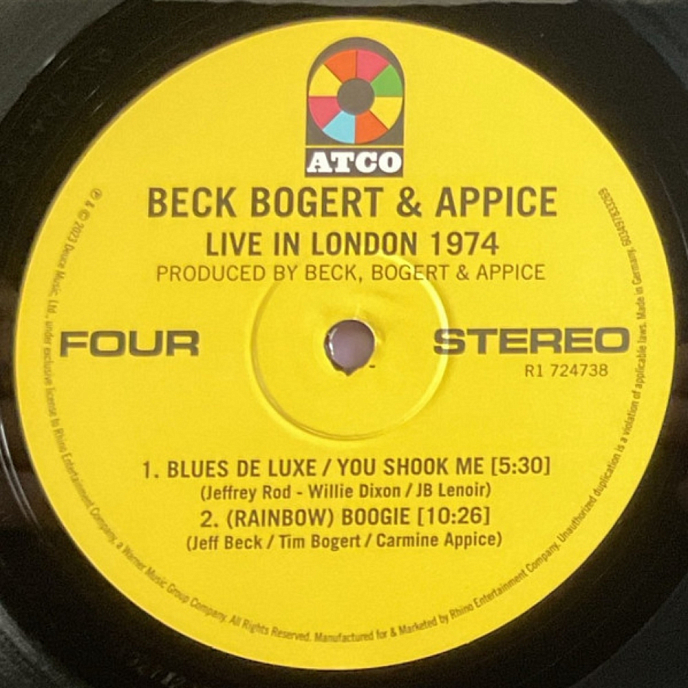 ATCO
BECK BOGERT & APPICE
LIVE IN LONDON 1974
PRODUCED BY BECK, BOGERT & APPICE
FOUR
STEREO
R1 724738
1. BLUES DE LUXE / YOU SHOOK ME [5:30]
(Jeffrey Rod - Willie Dixon / JB Lenoir)
2. (RAINBOW) BOOGIE [10:26]
(Jeff Beck / Tim Bogert / Carmine Appice)
℗ & © 2023 Deuce Music, Ltd., under exclusive license to Rhino Entertainment Company, a Warner Music Group Company. All Rights Reserved. Manufactured for & Marketed by Rhino Entertainment Company. Unauthorized duplication is a violation of applicable laws. Made in Germany. 603497833269